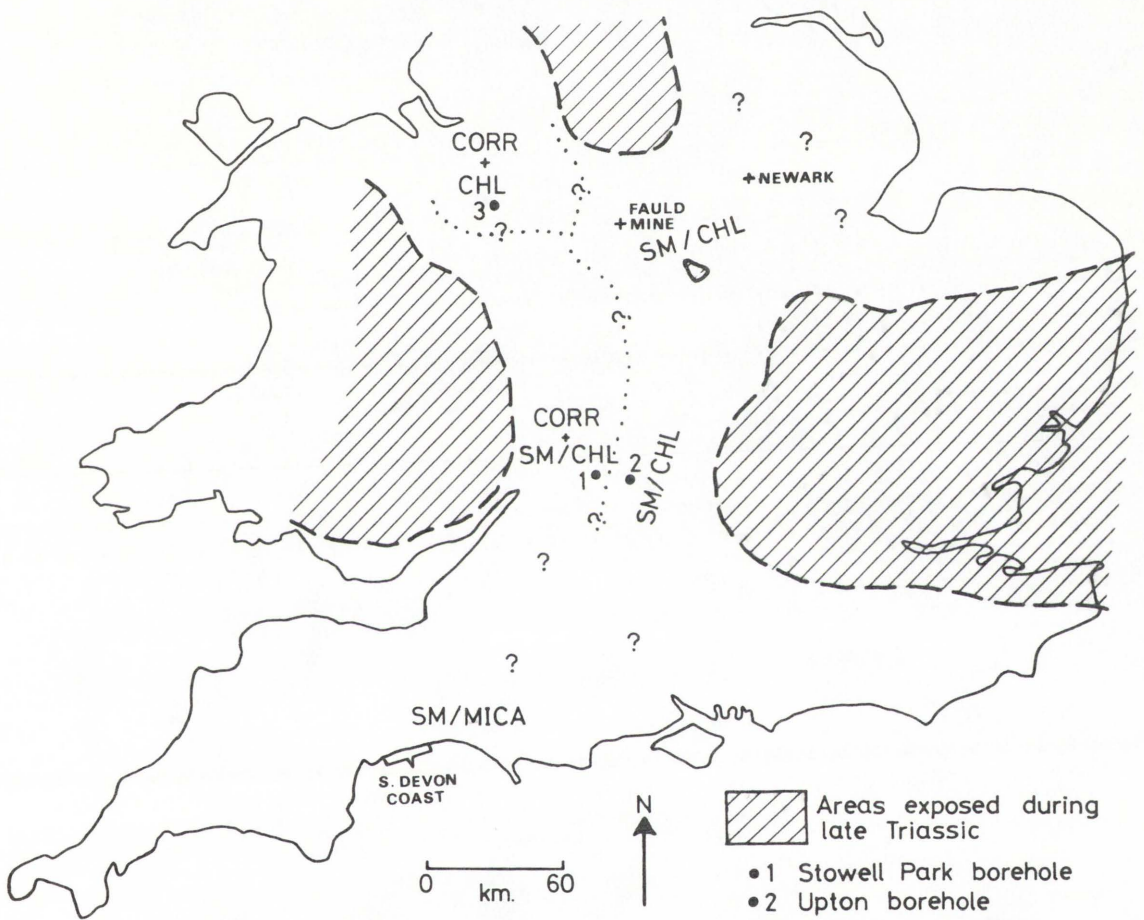 ?
?
CORR
+
CHL
3
?
?
+NEWARK
FAULD
+MINE
SM/CHL
?
?
CORR
+
SM/CHL
1
2
SM/CHL
?
?
?
?
SM/MICA
S. DEVON
COAST
N
0 60
km.
Areas exposed during
late Triassic
•1 Stowell Park borehole
•2 Upton borehole